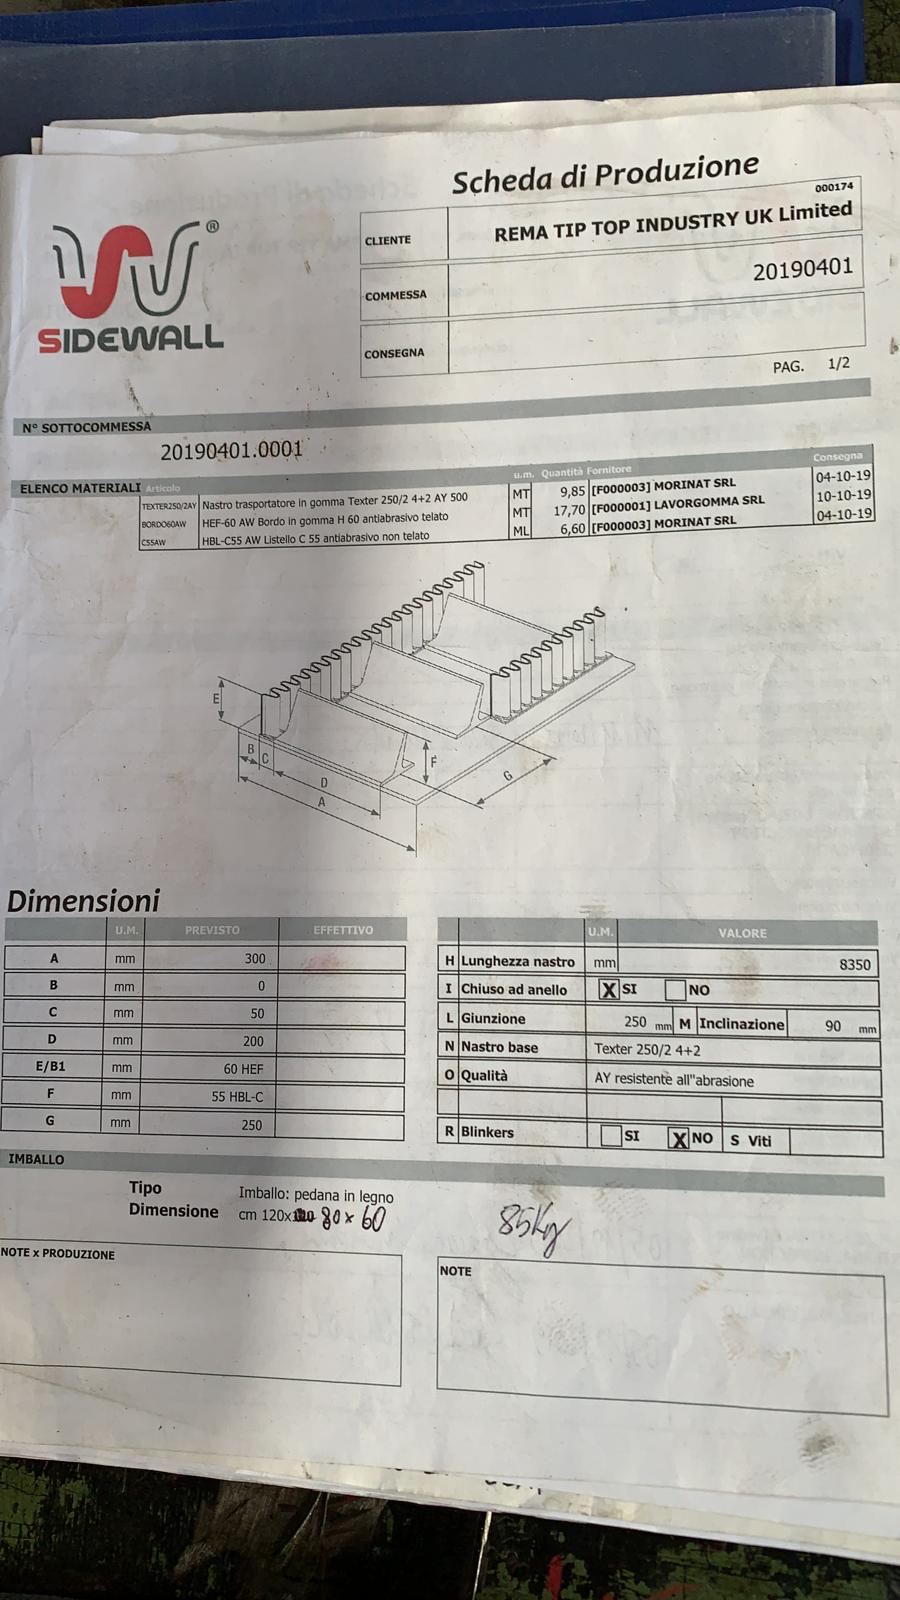 Scheda di Produzione
000174
CLIENTE REMA TIP TOP INDUSTRY UK Limited
COMMESSA 20190401
CONSEGNA
®
SIDEWALL
PAG. 1/2
N° SOTTOCOMMESSA
20190401.0001
ELENCO MATERIALI Articolo u.m. Quantità Fornitore Consegna
TEXTER250/2AY Nastro trasportatore in gomma Texter 250/2 4+2 AY 500 MT 9,85 [F000003] MORINAT SRL 04-10-19
BORDO60AW HEF-60 AW Bordo in gomma H 60 antiabrasivo telato MT 17,70 [F000001] LAVORGOMMA SRL 10-10-19
C55AW HBL-C55 AW Listello C 55 antiabrasivo non telato ML 6,60 [F000003] MORINAT SRL 04-10-19
E
B
C
D
A
F
G
Dimensioni
U.M. PREVISTO EFFETTIVO
A mm 300
B mm 0
C mm 50
D mm 200
E/B1 mm 60 HEF
F mm 55 HBL-C
G mm 250
U.M. VALORE
H Lunghezza nastro mm 8350
I Chiuso ad anello X SI NO
L Giunzione 250 mm M Inclinazione 90 mm
N Nastro base Texter 250/2 4+2
O Qualità AY resistente all"abrasione
R Blinkers SI X NO S Viti
IMBALLO
Tipo Imballo: pedana in legno
Dimensione cm 120x 80 x 60
85Kg
NOTE x PRODUZIONE
NOTE